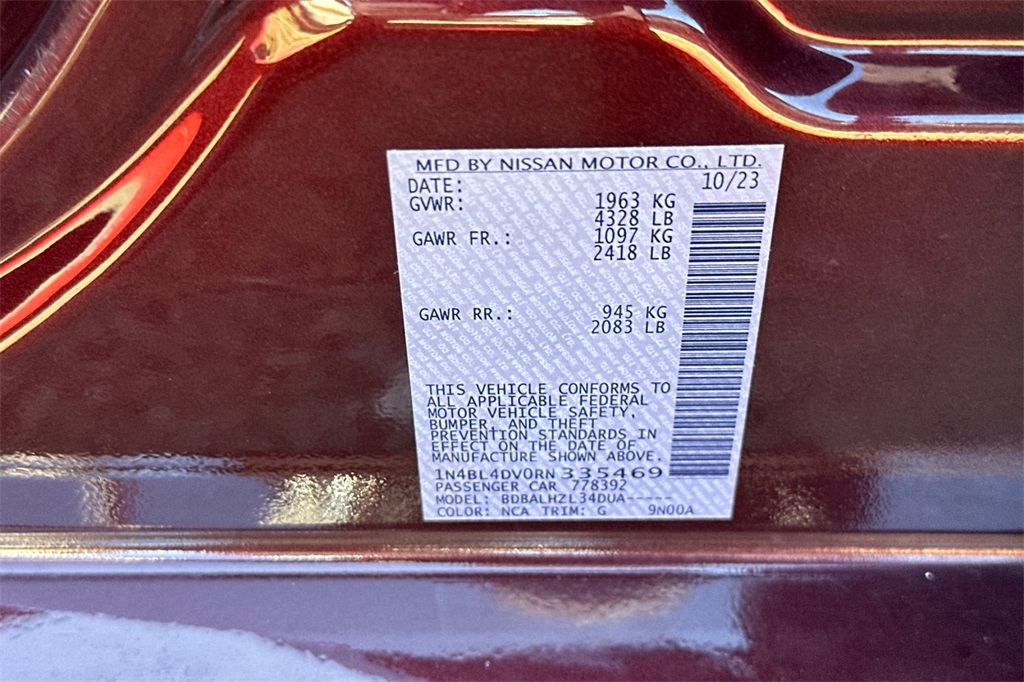 MFD BY NISSAN MOTOR CO., LTD.
DATE: 10/23
GVWR: 1963 KG
4328 LB
GAWR FR.: 1097 KG
2418 LB
GAWR RR.: 945 KG
2083 LB
THIS VEHICLE CONFORMS TO
ALL APPLICABLE FEDERAL
MOTOR VEHICLE SAFETY,
BUMPER, AND THEFT
PREVENTION STANDARDS IN
EFFECT ON THE DATE OF
MANUFACTURE SHOWN ABOVE.
1N4BL4DV0RN335469
PASSENGER CAR 778392
MODEL: BDBALHZL34DUA-----
COLOR: NCA TRIM: G 9N00A